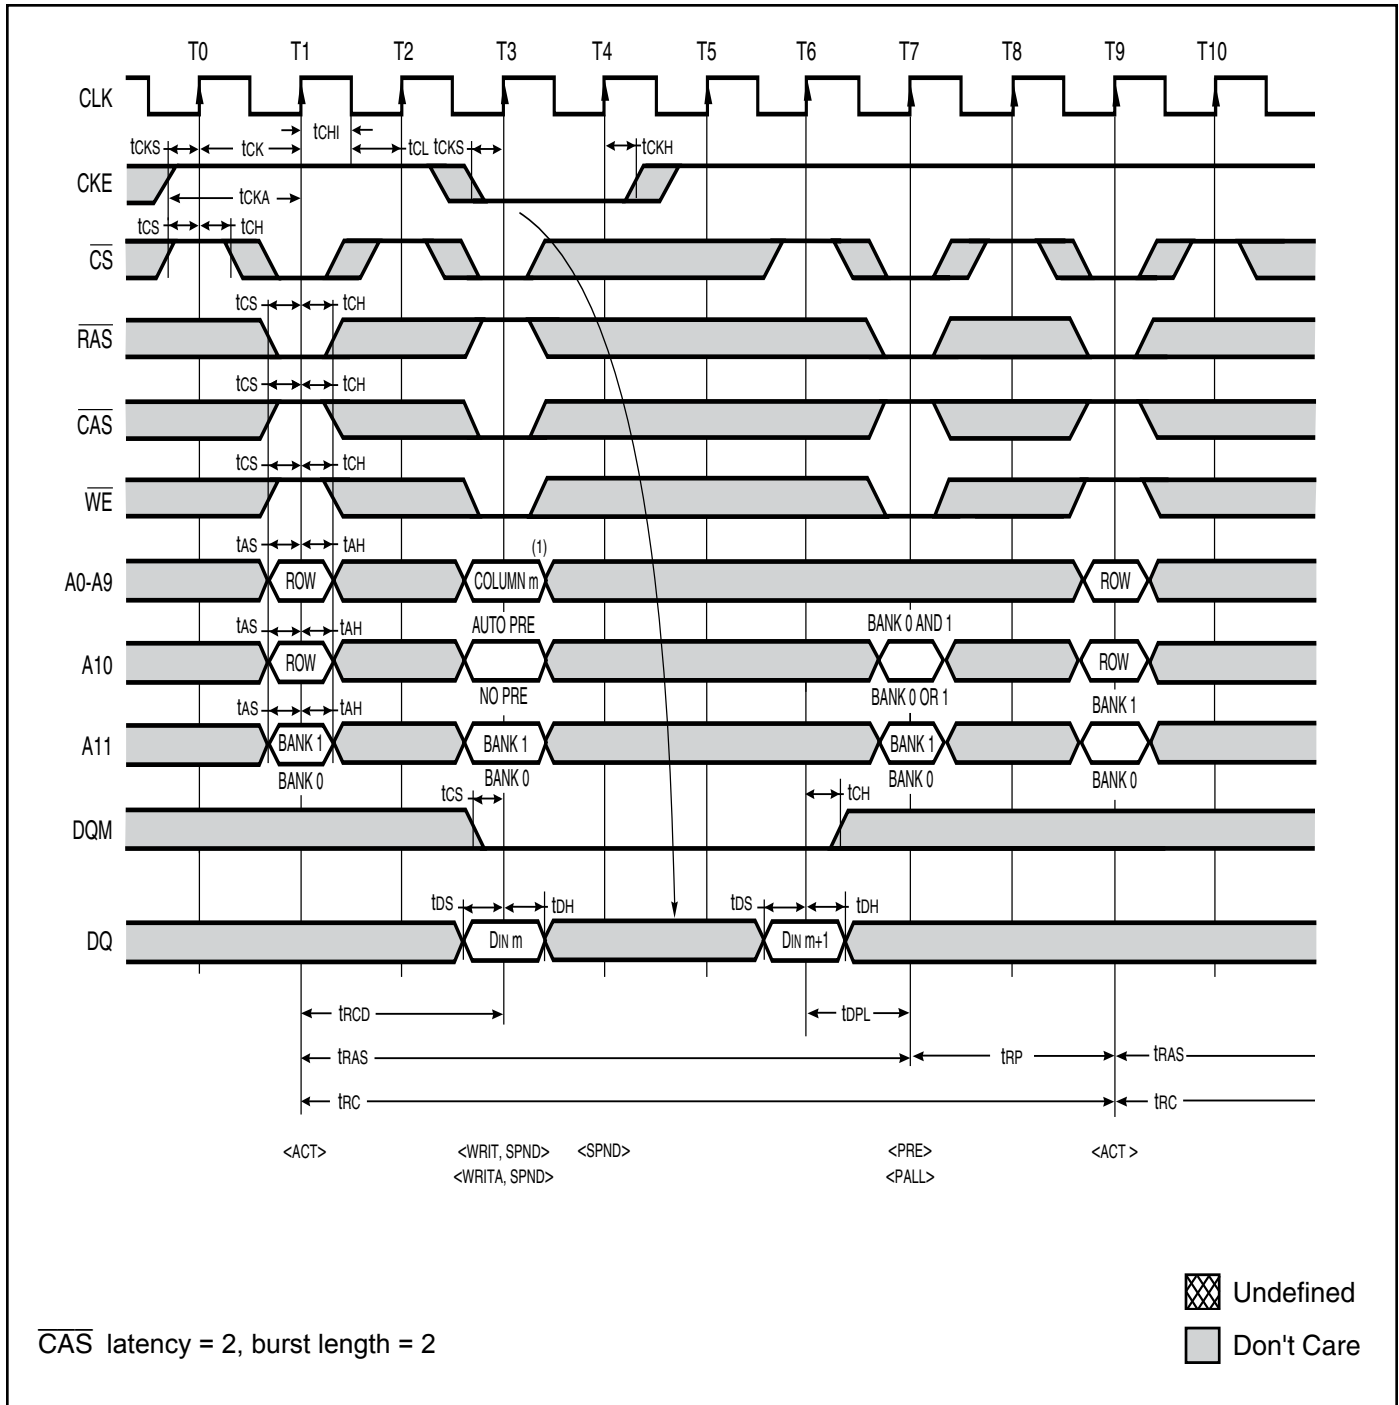 T0 T1 T2 T3 T4 T5 T6 T7 T8 T9 T10
CLK
tCHI
tCKS tCK tCL tCKS tCKH
CKE
tCKA
tCS tCH
CS
tCS tCH
RAS
tCS tCH
CAS
tCS tCH
WE
tAS tAH (1)
A0-A9 ROW COLUMN m ROW
AUTO PRE BANK 0 AND 1
tAS tAH
A10 ROW ROW
NO PRE BANK 0 OR 1 BANK 1
tAS tAH
A11 BANK 1 BANK 1 BANK 1
BANK 0 BANK 0 BANK 0 BANK 0
tCS tCH
DQM
tDS tDH tDS tDH
DQ DIN m DIN m+1
tRCD tDPL
tRAS tRP tRAS
tRC tRC
<ACT> <WRIT, SPND> <SPND> <PRE> <ACT >
<WRITA, SPND> <PALL>
Undefined
CAS latency = 2, burst length = 2
Don't Care